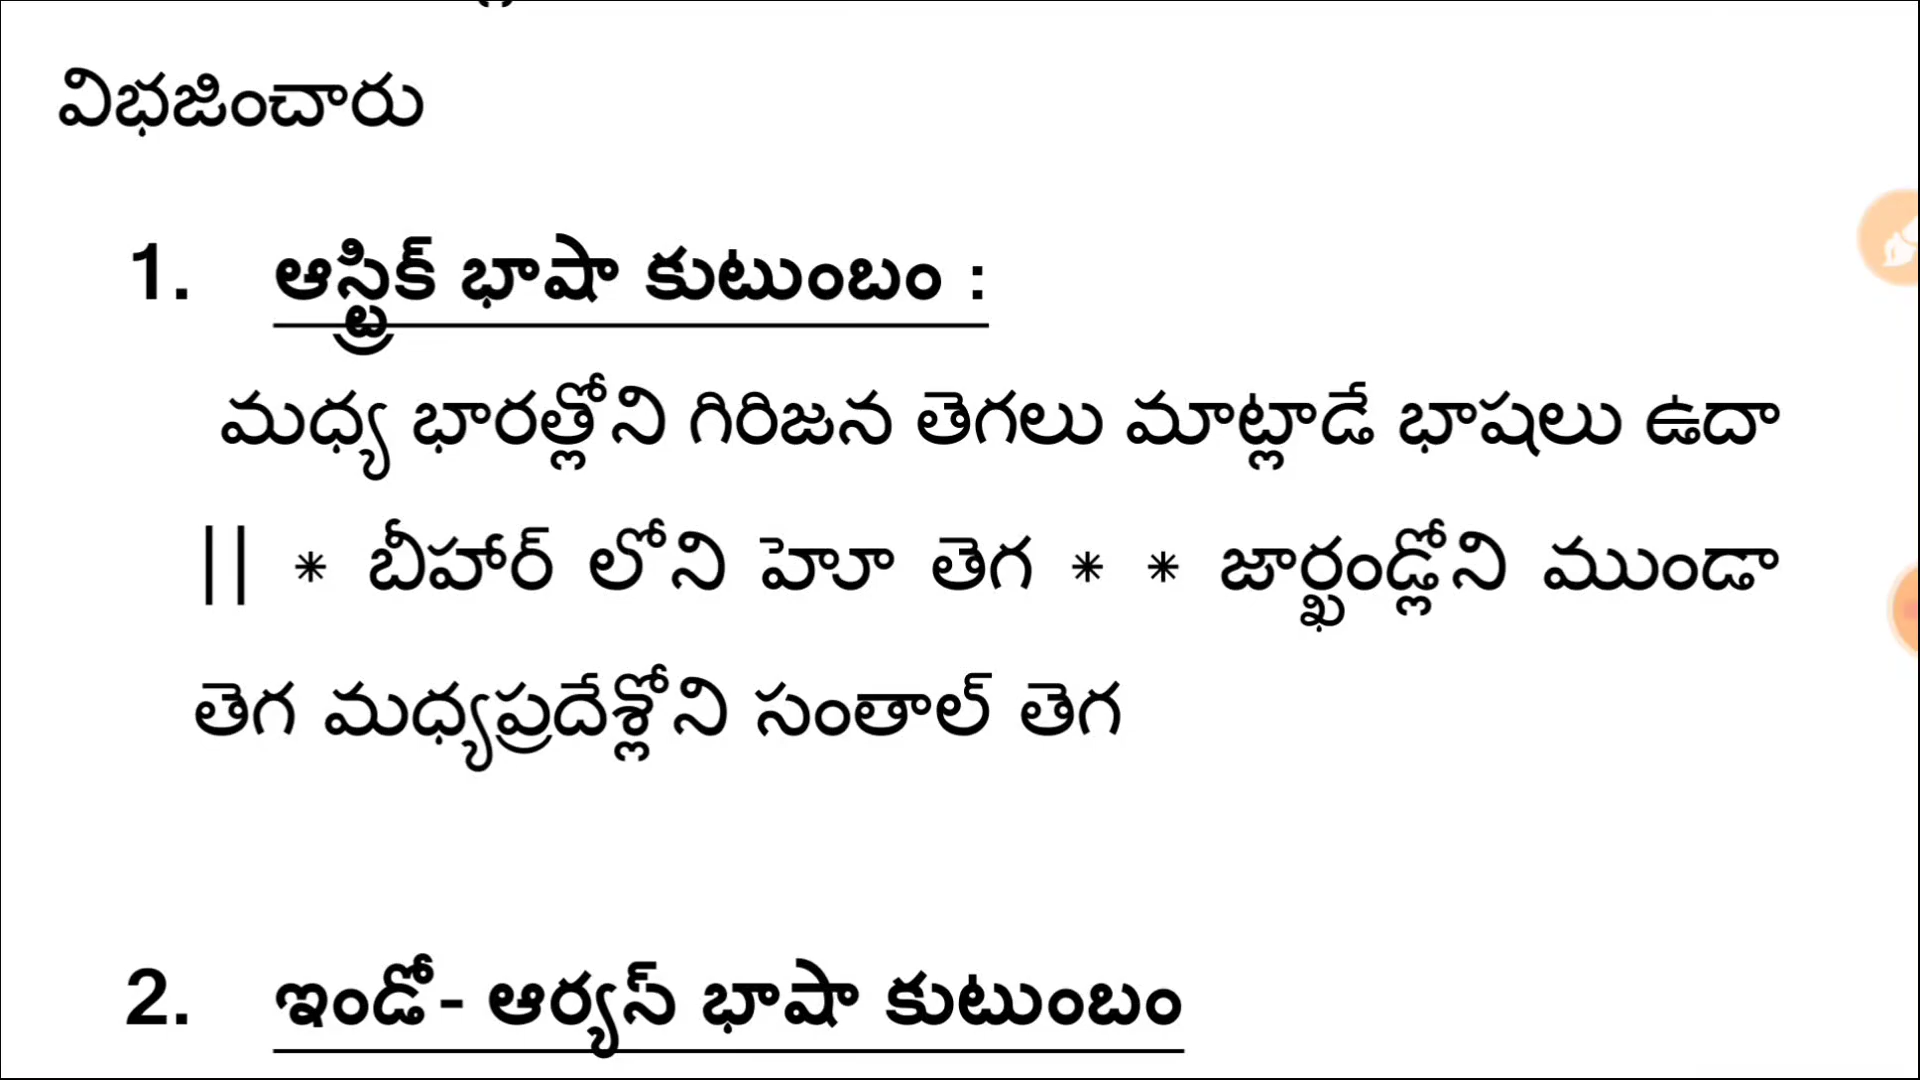 విభజించారు
1. ఆస్ట్రిక్ భాషా కుటుంబం :
మధ్య భారత్లోని గిరిజన తెగలు మాట్లాడే భాషలు ఉదా
|| * బీహార్ లోని హెూ తెగ * * జార్ఖండ్లోని ముండా
తెగ మధ్యప్రదేశ్లోని సంతాల్ తెగ
2. ఇండో- ఆర్యన్ భాషా కుటుంబం